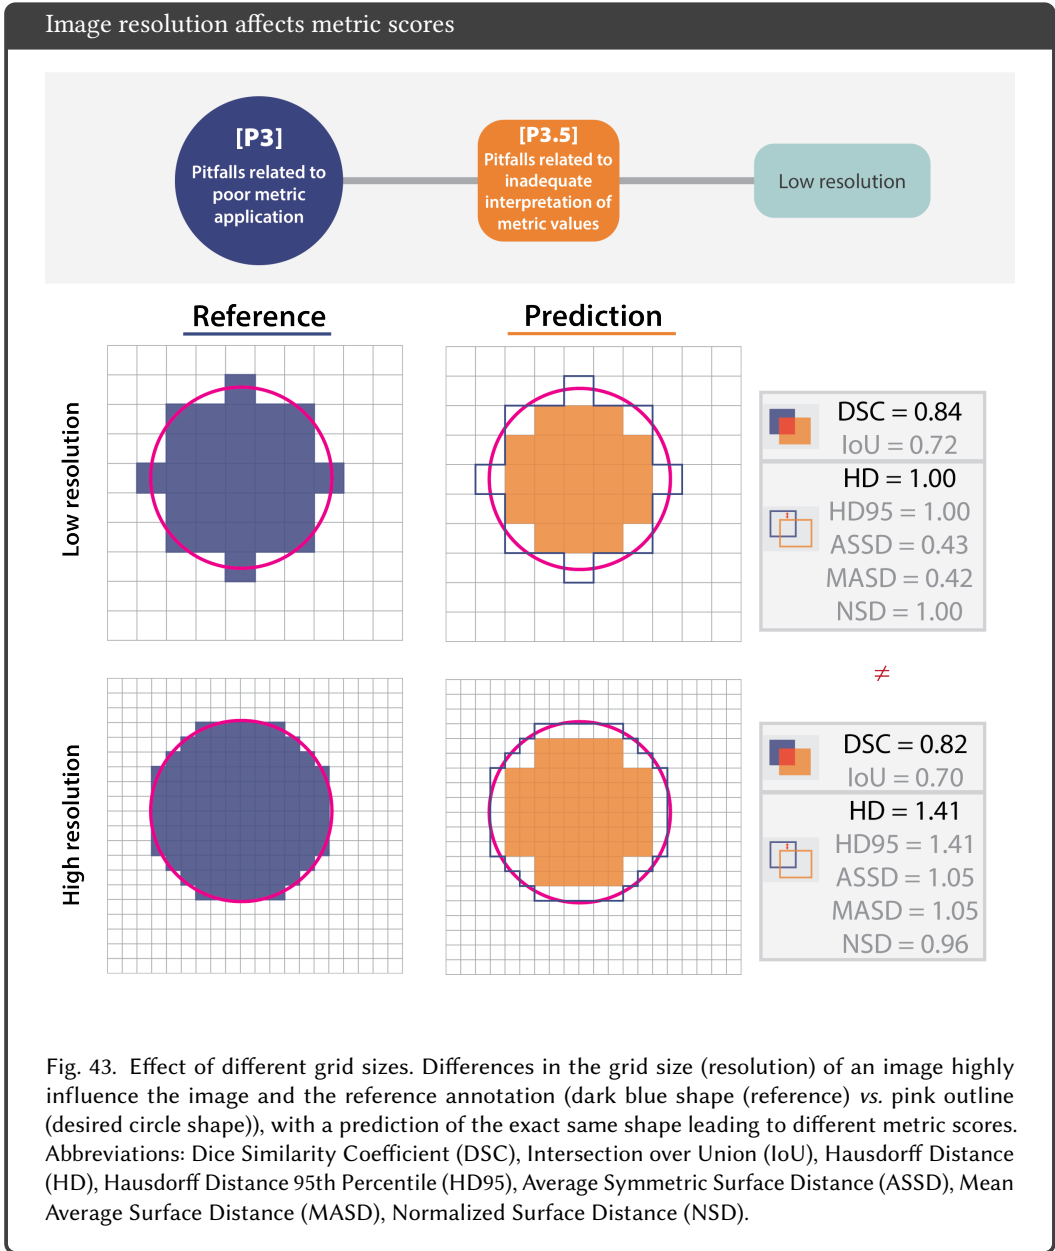 Image resolution affects metric scores
[P3]
Pitfalls related to
poor metric
application
[P3.5]
Pitfalls related to
inadequate
interpretation of
metric values
Low resolution
Reference
Prediction
Low resolution
DSC = 0.84
IoU = 0.72
HD = 1.00
HD95 = 1.00
ASSD = 0.43
MASD = 0.42
NSD = 1.00
≠
High resolution
DSC = 0.82
IoU = 0.70
HD = 1.41
HD95 = 1.41
ASSD = 1.05
MASD = 1.05
NSD = 0.96
Fig. 43. Effect of different grid sizes. Differences in the grid size (resolution) of an image highly
influence the image and the reference annotation (dark blue shape (reference) vs. pink outline
(desired circle shape)), with a prediction of the exact same shape leading to different metric scores.
Abbreviations: Dice Similarity Coefficient (DSC), Intersection over Union (IoU), Hausdorff Distance
(HD), Hausdorff Distance 95th Percentile (HD95), Average Symmetric Surface Distance (ASSD), Mean
Average Surface Distance (MASD), Normalized Surface Distance (NSD).